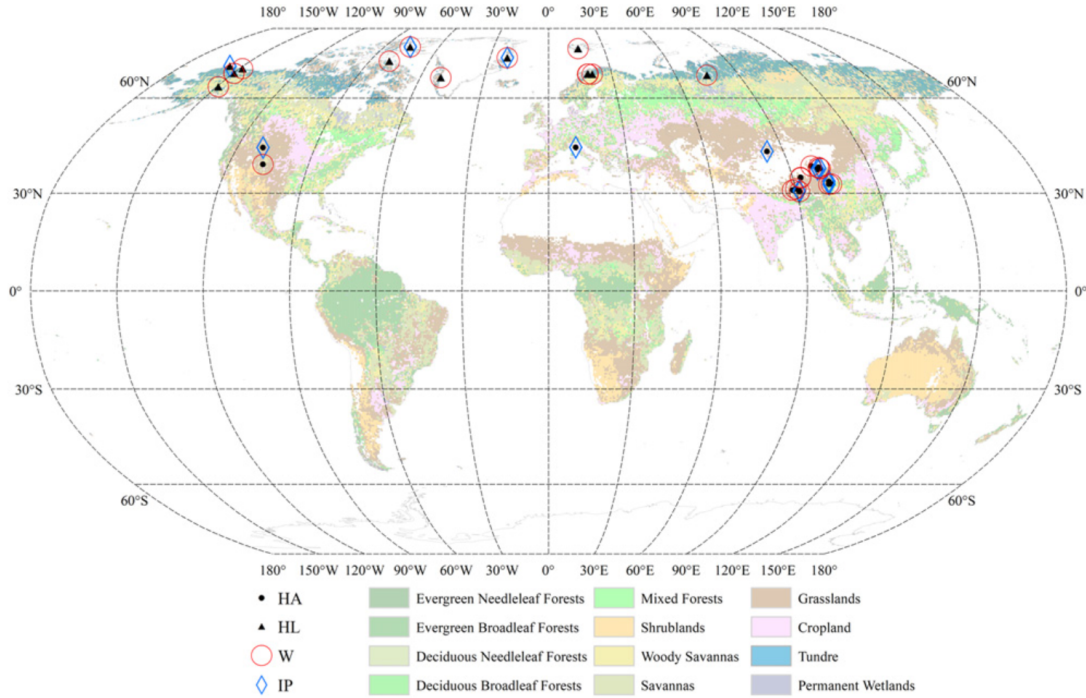 180° 150°W 120°W 90°W 60°W 30°W 0° 30°E 60°E 90°E 120°E 150°E 180°
60°N 60°N
30°N 30°N
0° 0°
30°S 30°S
60°S 60°S
180° 150°W 120°W 90°W 60°W 30°W 0° 30°E 60°E 90°E 120°E 150°E 180°
HA Evergreen Needleleaf Forests Mixed Forests Grasslands
HL Evergreen Broadleaf Forests Shrublands Cropland
W Deciduous Needleleaf Forests Woody Savannas Tundre
IP Deciduous Broadleaf Forests Savannas Permanent Wetlands